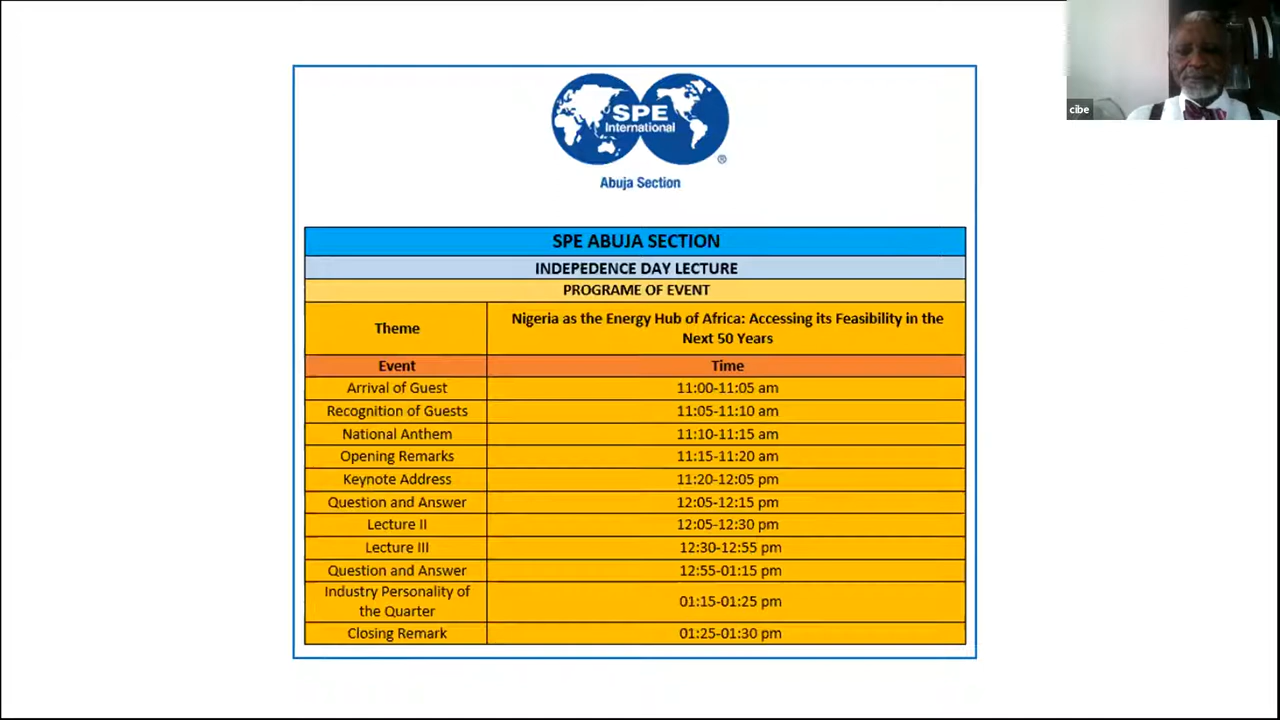 cibe
SPE
International
®
Abuja Section
SPE ABUJA SECTION
INDEPEDENCE DAY LECTURE
PROGRAME OF EVENT
Theme
Nigeria as the Energy Hub of Africa: Accessing its Feasibility in the
Next 50 Years
Event Time
Arrival of Guest 11:00-11:05 am
Recognition of Guests 11:05-11:10 am
National Anthem 11:10-11:15 am
Opening Remarks 11:15-11:20 am
Keynote Address 11:20-12:05 pm
Question and Answer 12:05-12:15 pm
Lecture II 12:05-12:30 pm
Lecture III 12:30-12:55 pm
Question and Answer 12:55-01:15 pm
Industry Personality of
the Quarter
01:15-01:25 pm
Closing Remark 01:25-01:30 pm